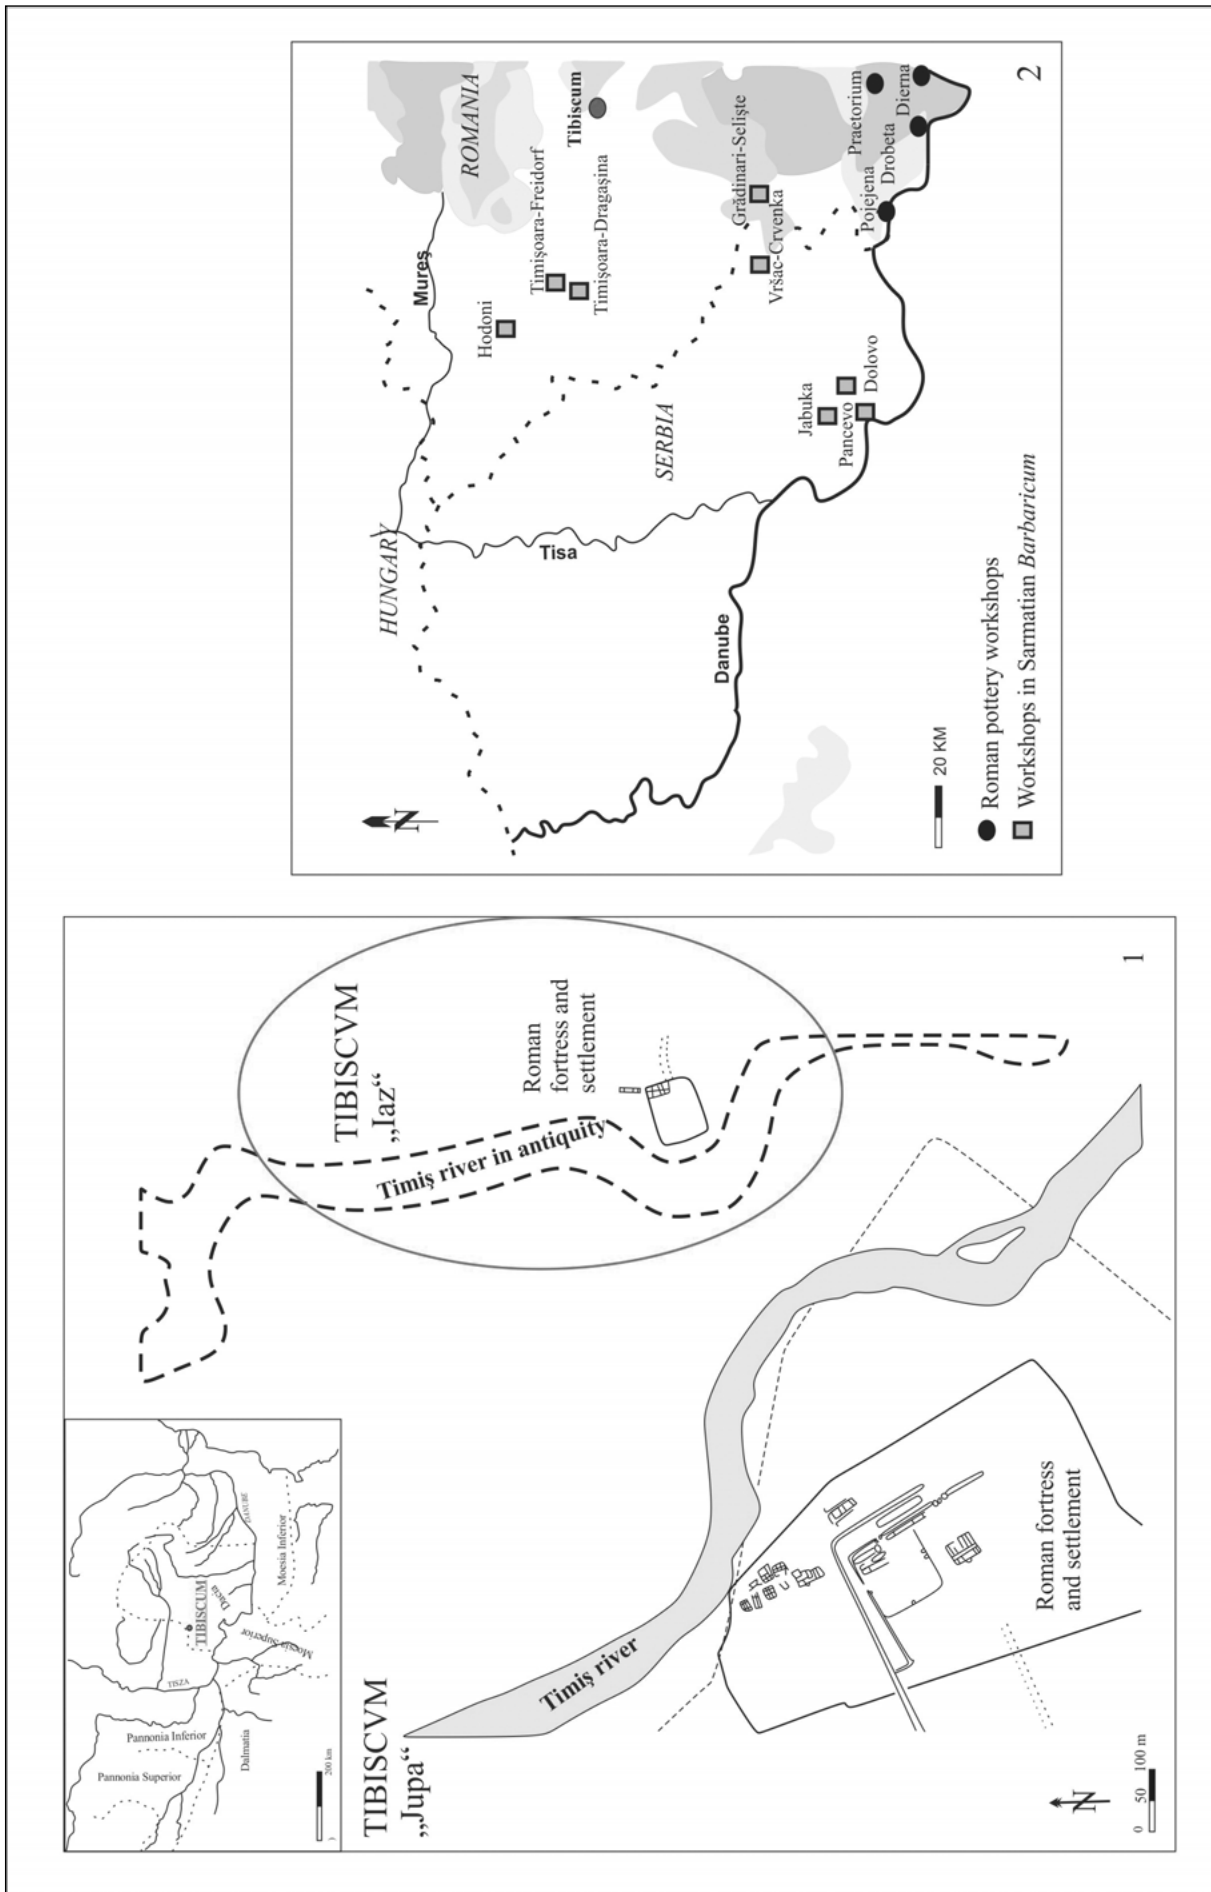 Pannonia Superior
Pannonia Inferior
Dalmatia
TISZA
TIBISCUM
Dacia
Moesia Superior
Moesia Inferior
DANUBE
200 km
TIBISCVM
„Jupa“
Timiş river
Roman fortress
and settlement
N
0 50 100 m
TIBISCVM
„Iaz“
Timiş river in antiquity
Roman
fortress and
settlement
1
N
HUNGARY
ROMANIA
SERBIA
Mureş
Tisa
Danube
Hodoni
Timişoara-Freidorf
Timişoara-Dragaşina
Tibiscum
Grădinari-Selişte
Vršac-Crvenka
Jabuka
Pancevo
Dolovo
Pojejena
Drobeta
Praetorium
Dierna
20 KM
Roman pottery workshops
Workshops in Sarmatian Barbaricum
2